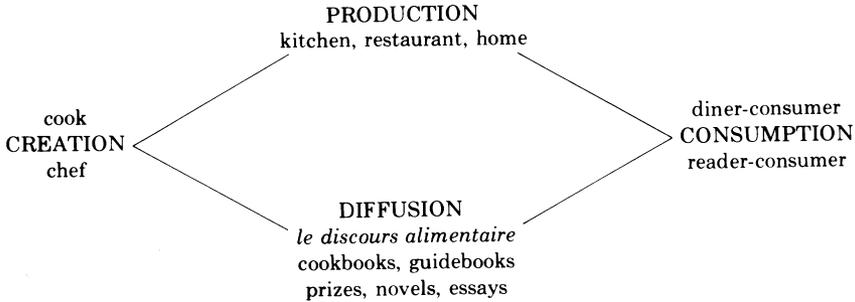 PRODUCTION
kitchen, restaurant, home
cook
CREATION
chef
diner-consumer
CONSUMPTION
reader-consumer
DIFFUSION
le discours alimentaire
cookbooks, guidebooks
prizes, novels, essays